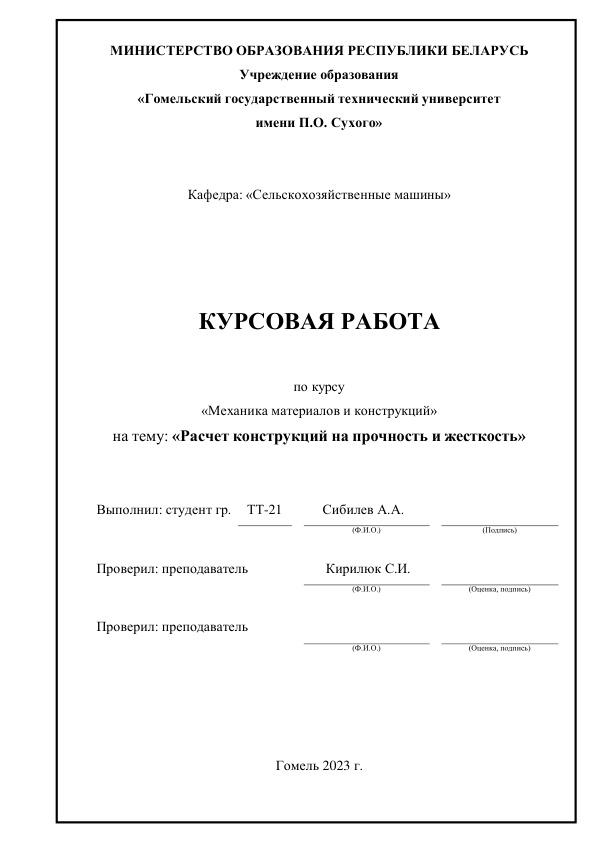 МИНИСТЕРСТВО ОБРАЗОВАНИЯ РЕСПУБЛИКИ БЕЛАРУСЬ
Учреждение образования
«Гомельский государственный технический университет
имени П.О. Сухого»
Кафедра: «Сельскохозяйственные машины»
КУРСОВАЯ РАБОТА
по курсу
«Механика материалов и конструкций»
на тему: «Расчет конструкций на прочность и жесткость»
Выполнил: студент гр. ТТ-21 Сибилев А.А.
(Ф.И.О.) (Подпись)
Проверил: преподаватель Кирилюк С.И.
(Ф.И.О.) (Оценка, подпись)
Проверил: преподаватель
(Ф.И.О.) (Оценка, подпись)
Гомель 2023 г.